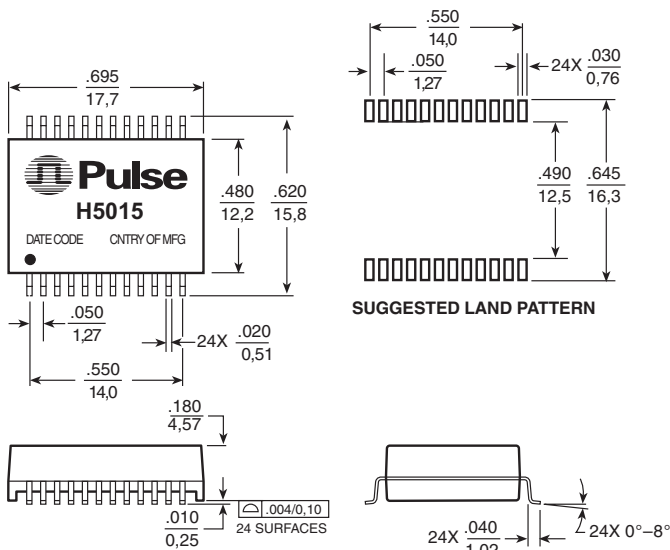 .695
17,7
Pulse
H5015
DATE CODE CNTRY OF MFG
.480
12,2
.620
15,8
.050
1,27
24X .020
0,51
.550
14,0
.550
14,0
.050
1,27
24X .030
0,76
.490
12,5
.645
16,3
SUGGESTED LAND PATTERN
.180
4,57
.010
0,25
.004/0,10
24 SURFACES
24X .040
1,02
24X 0°–8°